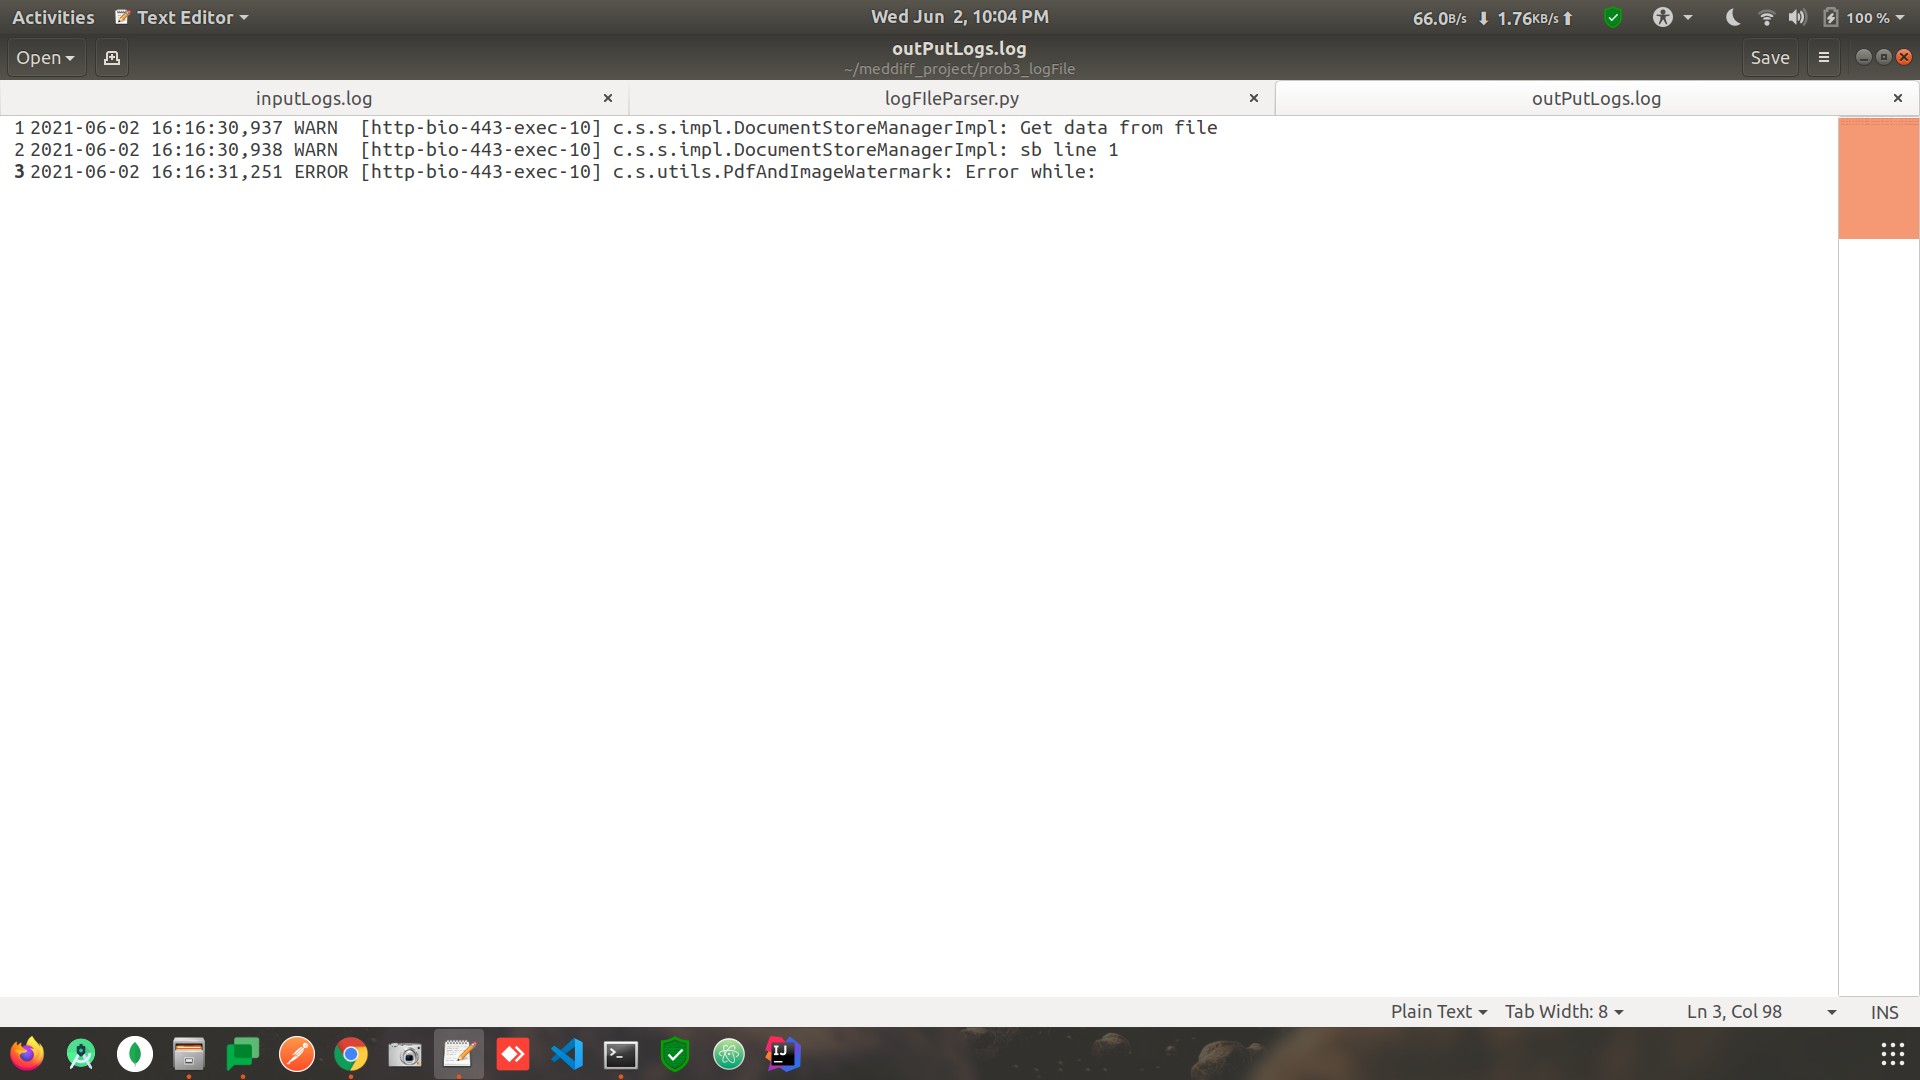 Activities Text Editor Wed Jun 2, 10:04 PM 66.0B/s 1.76KB/s 100 %
Open outPutLogs.log Save
~/meddiff_project/prob3_logFile
inputLogs.log logFIleParser.py outPutLogs.log
1 2021-06-02 16:16:30,937 WARN  [http-bio-443-exec-10] c.s.s.impl.DocumentStoreManagerImpl: Get data from file
2 2021-06-02 16:16:30,938 WARN  [http-bio-443-exec-10] c.s.s.impl.DocumentStoreManagerImpl: sb line 1
3 2021-06-02 16:16:31,251 ERROR [http-bio-443-exec-10] c.s.utils.PdfAndImageWatermark: Error while:
Plain Text Tab Width: 8 Ln 3, Col 98 INS
IJ